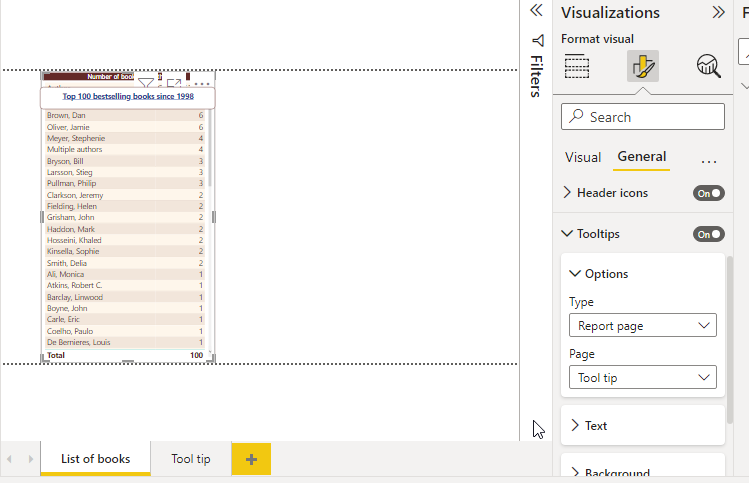 Number of boo
Top 100 bestselling books since 1998
Brown, Dan 6
Oliver, Jamie 6
Meyer, Stephenie 4
Multiple authors 4
Bryson, Bill 3
Larsson, Stieg 3
Pullman, Philip 3
Clarkson, Jeremy 2
Fielding, Helen 2
Grisham, John 2
Haddon, Mark 2
Hosseini, Khaled 2
Kinsella, Sophie 2
Smith, Delia 2
Ali, Monica 1
Atkins, Robert C. 1
Barclay, Linwood 1
Boyne, John 1
Carle, Eric 1
Coelho, Paulo 1
De Bernieres, Louis 1
Total 100
List of books
Tool tip
+
Filters
Visualizations
Format visual
Search
Visual
General
...
Header icons
On
Tooltips
On
Options
Type
Report page
Page
Tool tip
Text
Background
F